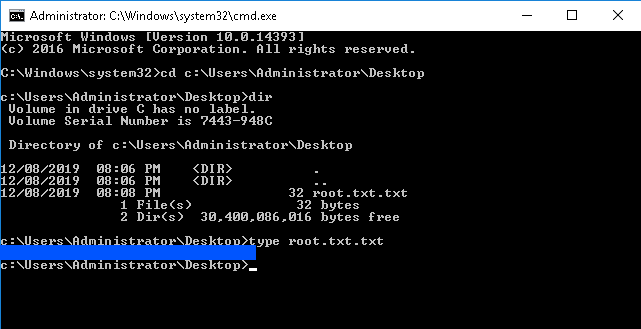 Administrator: C:\Windows\system32\cmd.exe
Microsoft Windows [Version 10.0.14393]
(c) 2016 Microsoft Corporation. All rights reserved.
C:\Windows\system32>cd c:\Users\Administrator\Desktop
c:\Users\Administrator\Desktop>dir
Volume in drive C has no label.
Volume Serial Number is 7443-948C
Directory of c:\Users\Administrator\Desktop
12/08/2019  08:06 PM    <DIR>          .
12/08/2019  08:06 PM    <DIR>          ..
12/08/2019  08:08 PM                32 root.txt.txt
1 File(s)             32 bytes
2 Dir(s)  30,400,086,016 bytes free
c:\Users\Administrator\Desktop>type root.txt.txt
c:\Users\Administrator\Desktop>